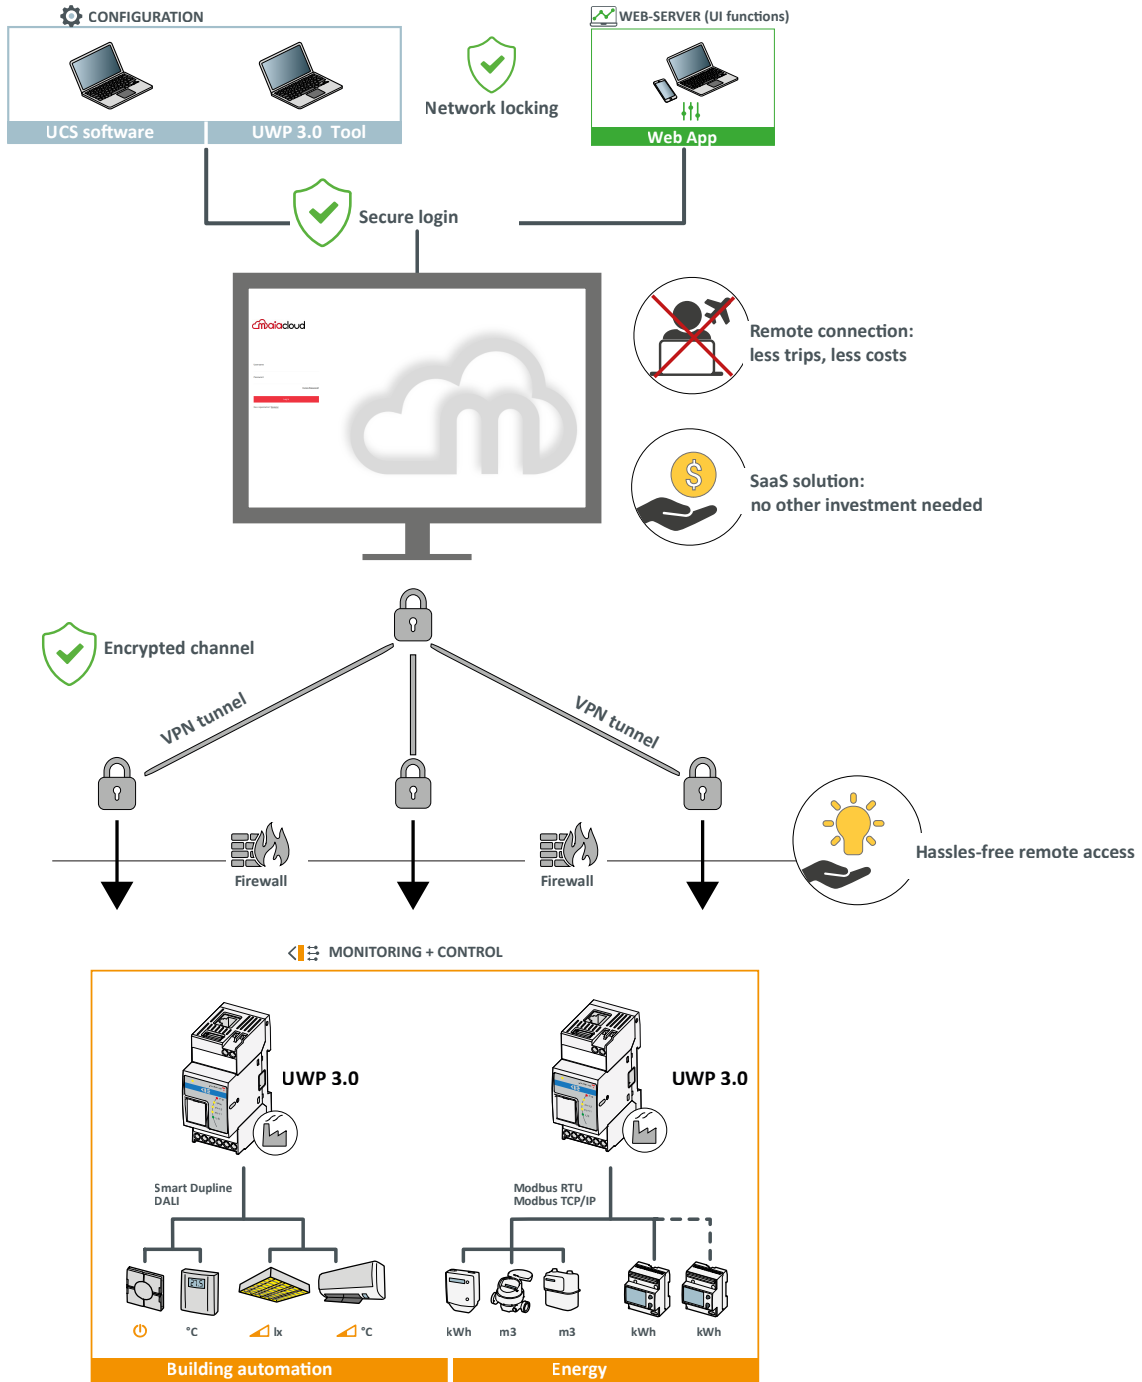 CONFIGURATION
WEB-SERVER (UI functions)
UCS software
UWP 3.0 Tool
Network locking
Web App
Secure login
maiacloud
Remote connection:
less trips, less costs
SaaS solution:
no other investment needed
Encrypted channel
VPN tunnel
VPN tunnel
Firewall
Firewall
Hassles-free remote access
MONITORING + CONTROL
UWP 3.0
UWP 3.0
Smart Dupline
DALI
Modbus RTU
Modbus TCP/IP
°C
lx
°C
kWh
m3
m3
kWh
kWh
Building automation
Energy